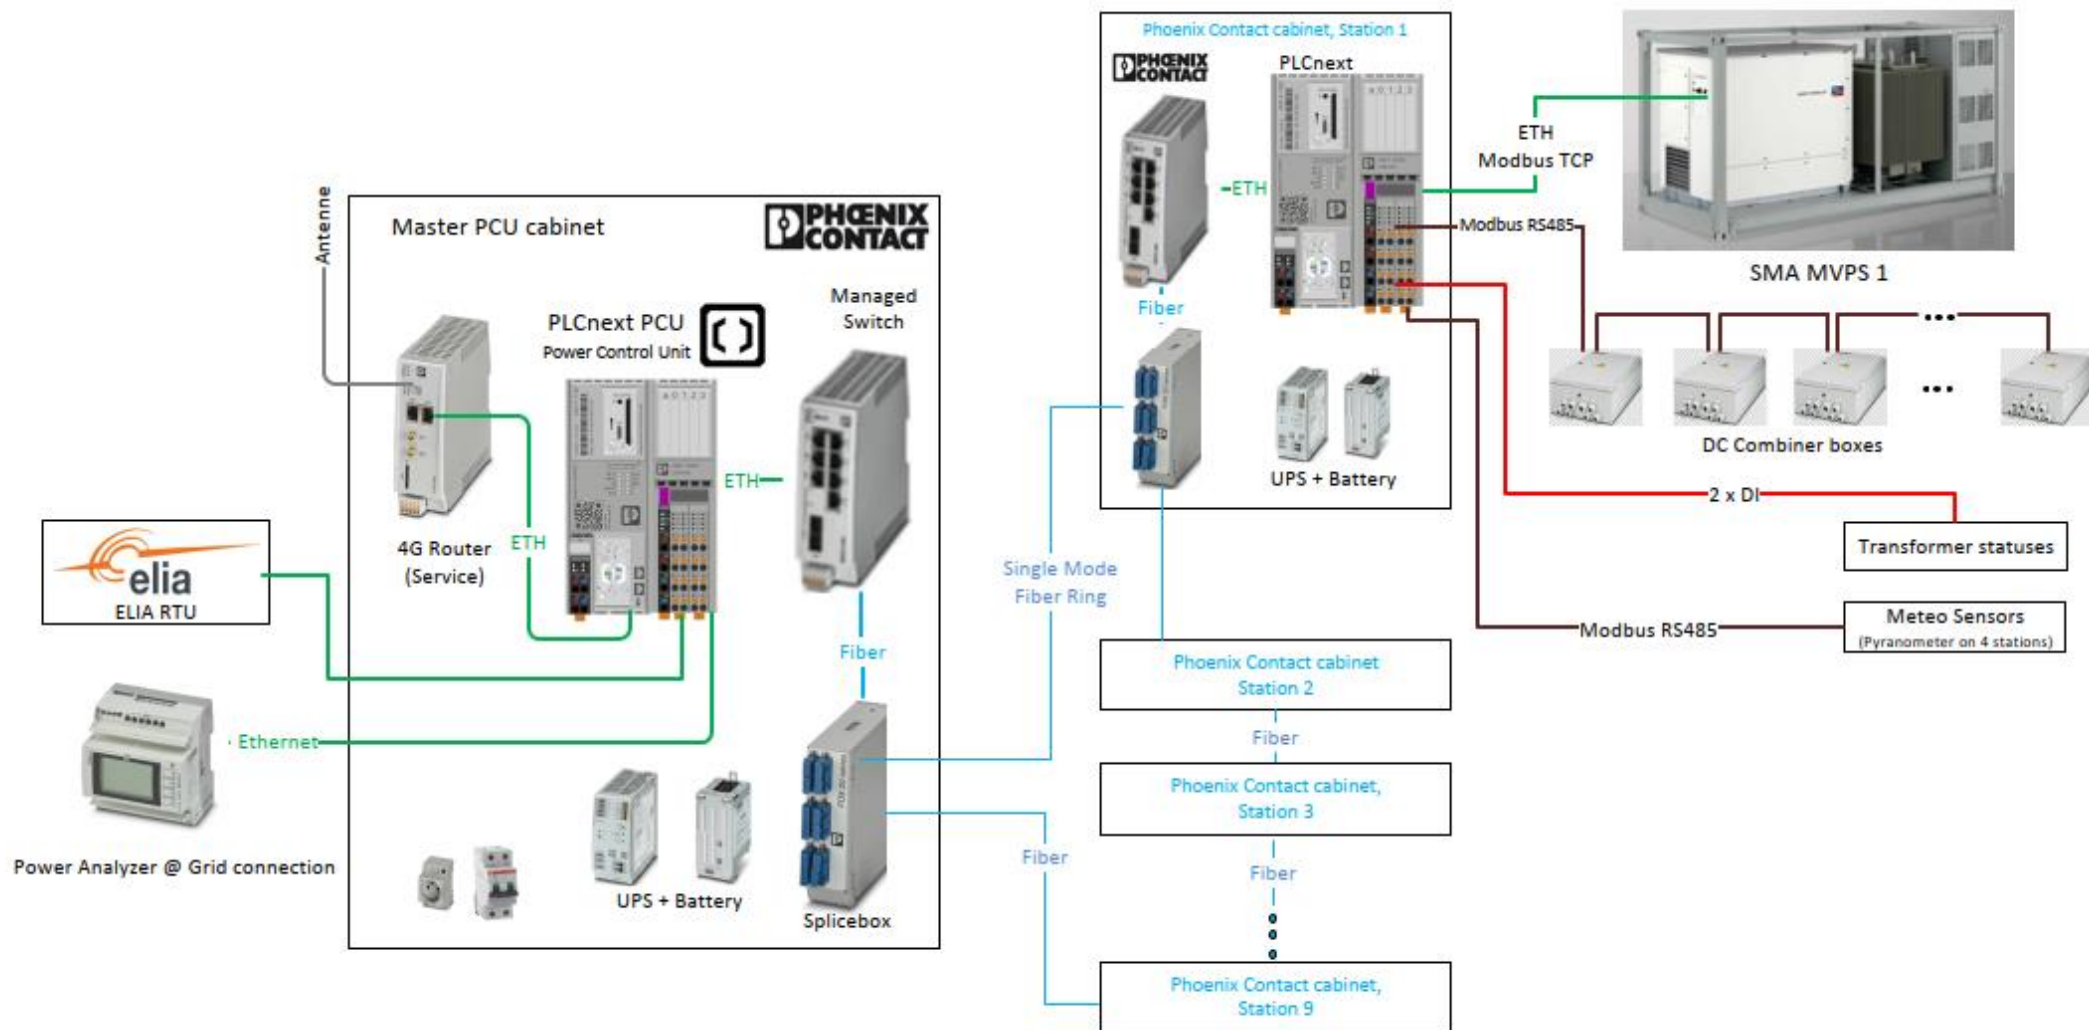 Phoenix Contact cabinet, Station 1
PHŒNIX
CONTACT
PLCnext
ETH
ETH
Modbus TCP
Modbus RS485
SMA MVPS 1
Fiber
UPS + Battery
DC Combiner boxes
2 x DI
Transformer statuses
Modbus RS485
Meteo Sensors
(Pyranometer on 4 stations)
Antenne
Master PCU cabinet
PHŒNIX
CONTACT
PLCnext PCU
Power Control Unit
Managed
Switch
ETH
4G Router
(Service)
ETH
elia
ELIA RTU
Fiber
Ethernet
Power Analyzer @ Grid connection
UPS + Battery
Splicebox
Single Mode
Fiber Ring
Fiber
Phoenix Contact cabinet
Station 2
Fiber
Phoenix Contact cabinet,
Station 3
Fiber
Phoenix Contact cabinet,
Station 9